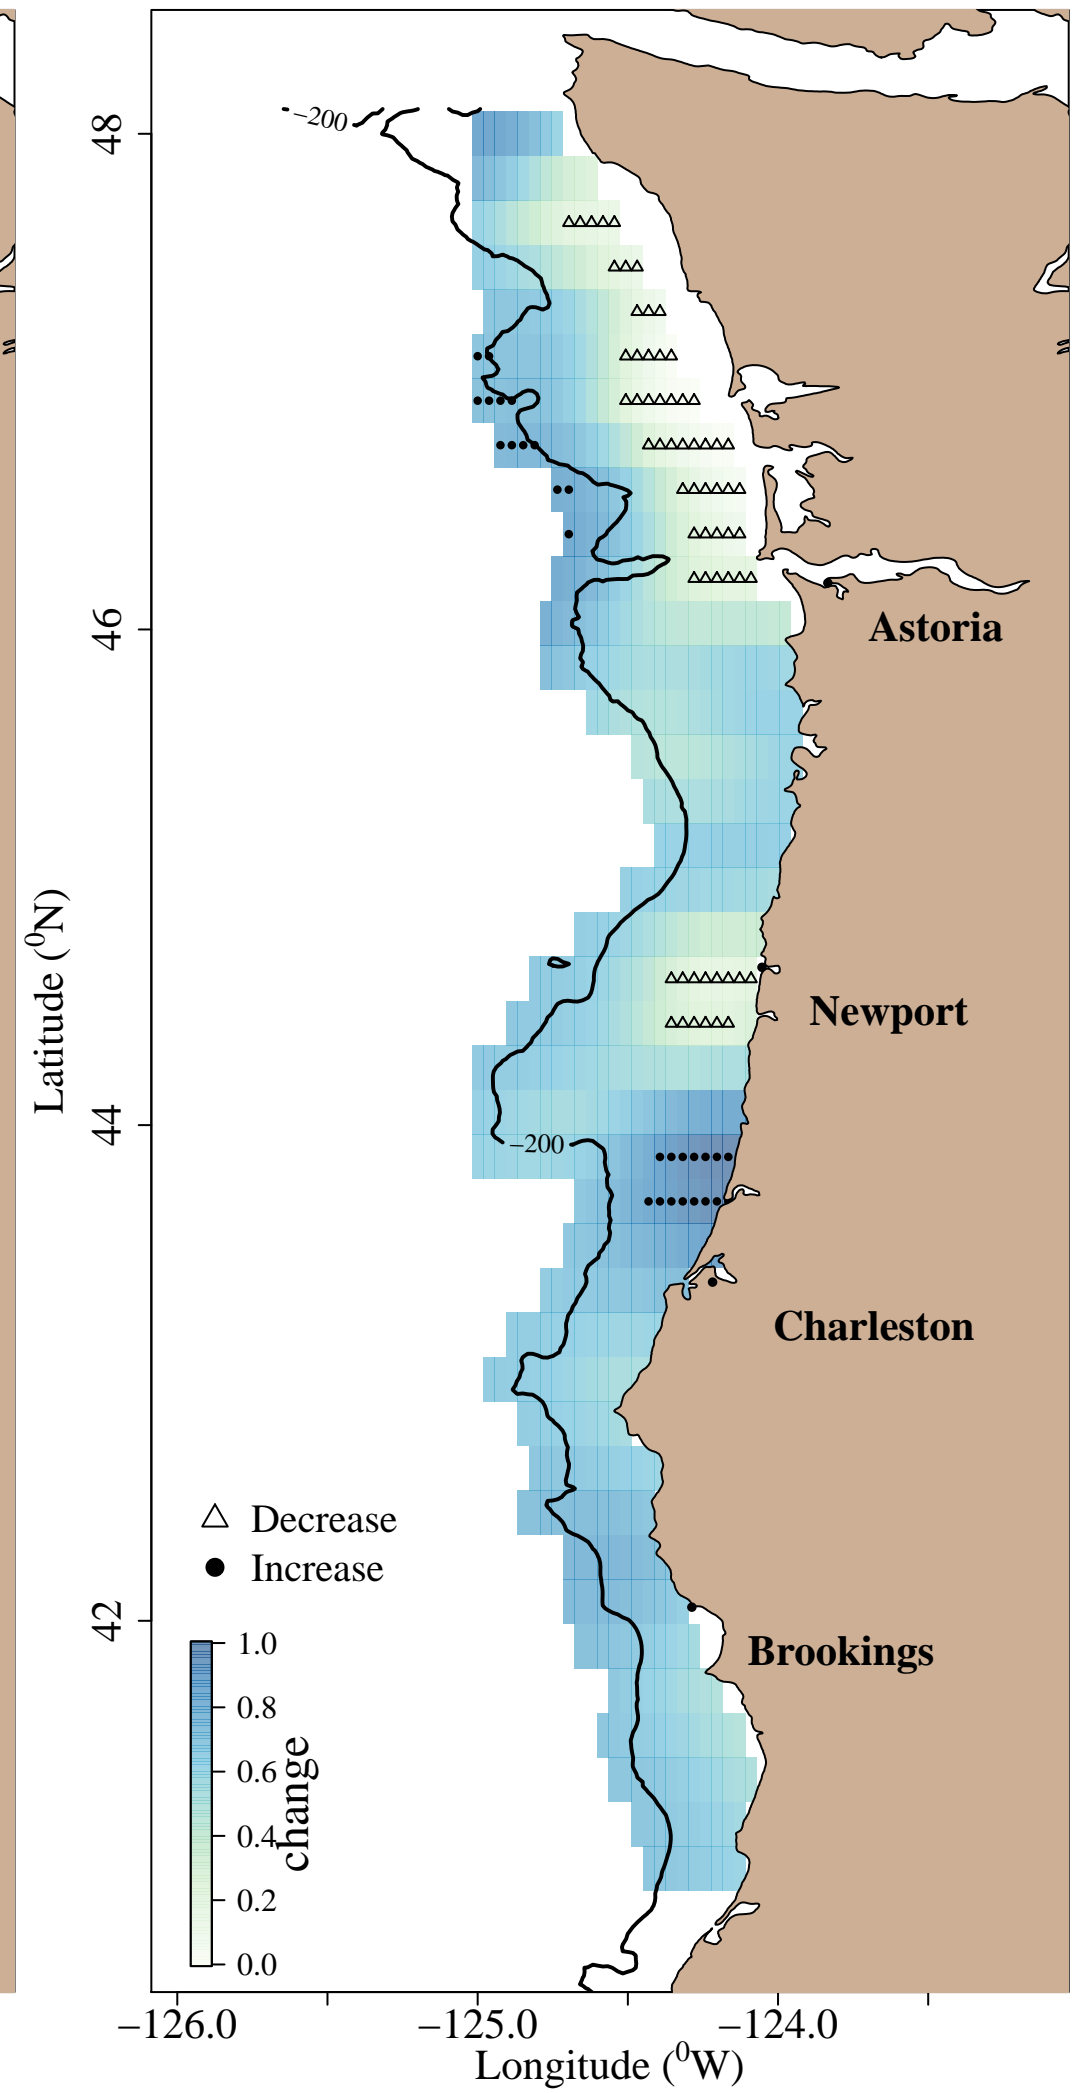 48
46
44
42
Latitude (⁰N)
−200
−200
Astoria
Newport
Charleston
Brookings
Decrease
Increase
1.0
0.8
0.6
0.4
0.2
0.0
change
−126.0
−125.0
−124.0
Longitude (⁰W)